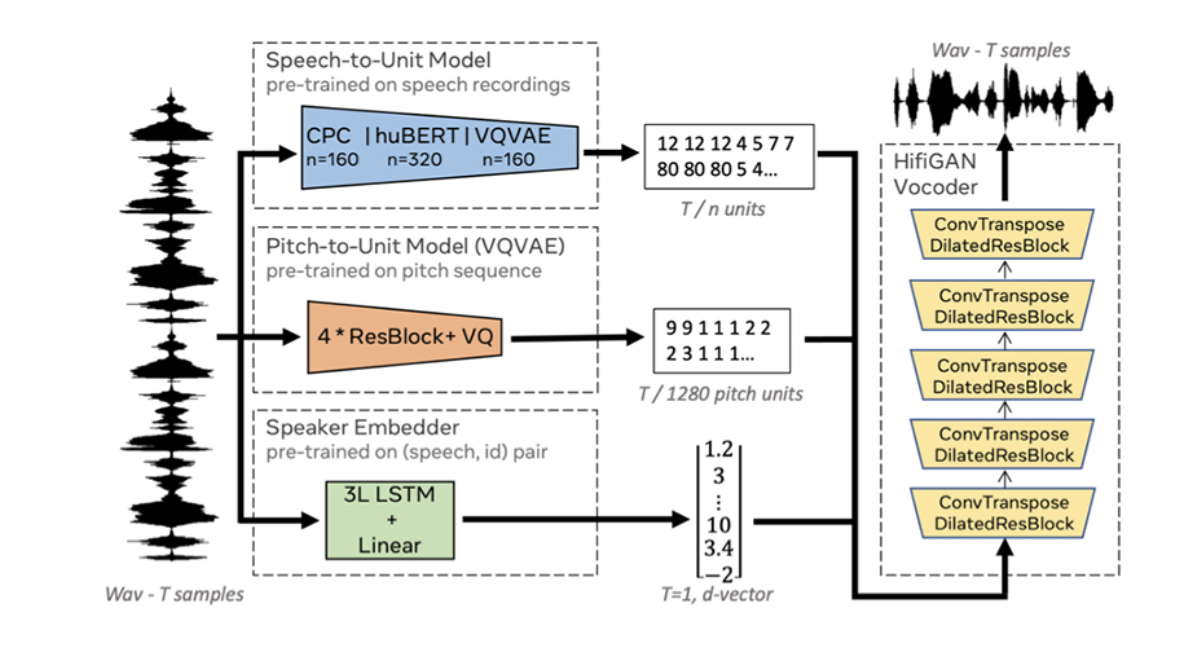 Speech-to-Unit Model
pre-trained on speech recordings
CPC | huBERT | VQVAE
n=160 n=320 n=160
12 12 12 4 5 7 7
80 80 80 5 4...
T / n units
Pitch-to-Unit Model (VQVAE)
pre-trained on pitch sequence
4 * ResBlock+ VQ
9 9 1 1 1 2 2
2 3 1 1 1...
T / 1280 pitch units
Speaker Embedder
pre-trained on (speech, id) pair
3L LSTM
+
Linear
1.2
3
⋮
10
3.4
−2
T=1, d-vector
Wav - T samples
Wav - T samples
HifiGAN
Vocoder
ConvTranspose
DilatedResBlock
ConvTranspose
DilatedResBlock
ConvTranspose
DilatedResBlock
ConvTranspose
DilatedResBlock
ConvTranspose
DilatedResBlock